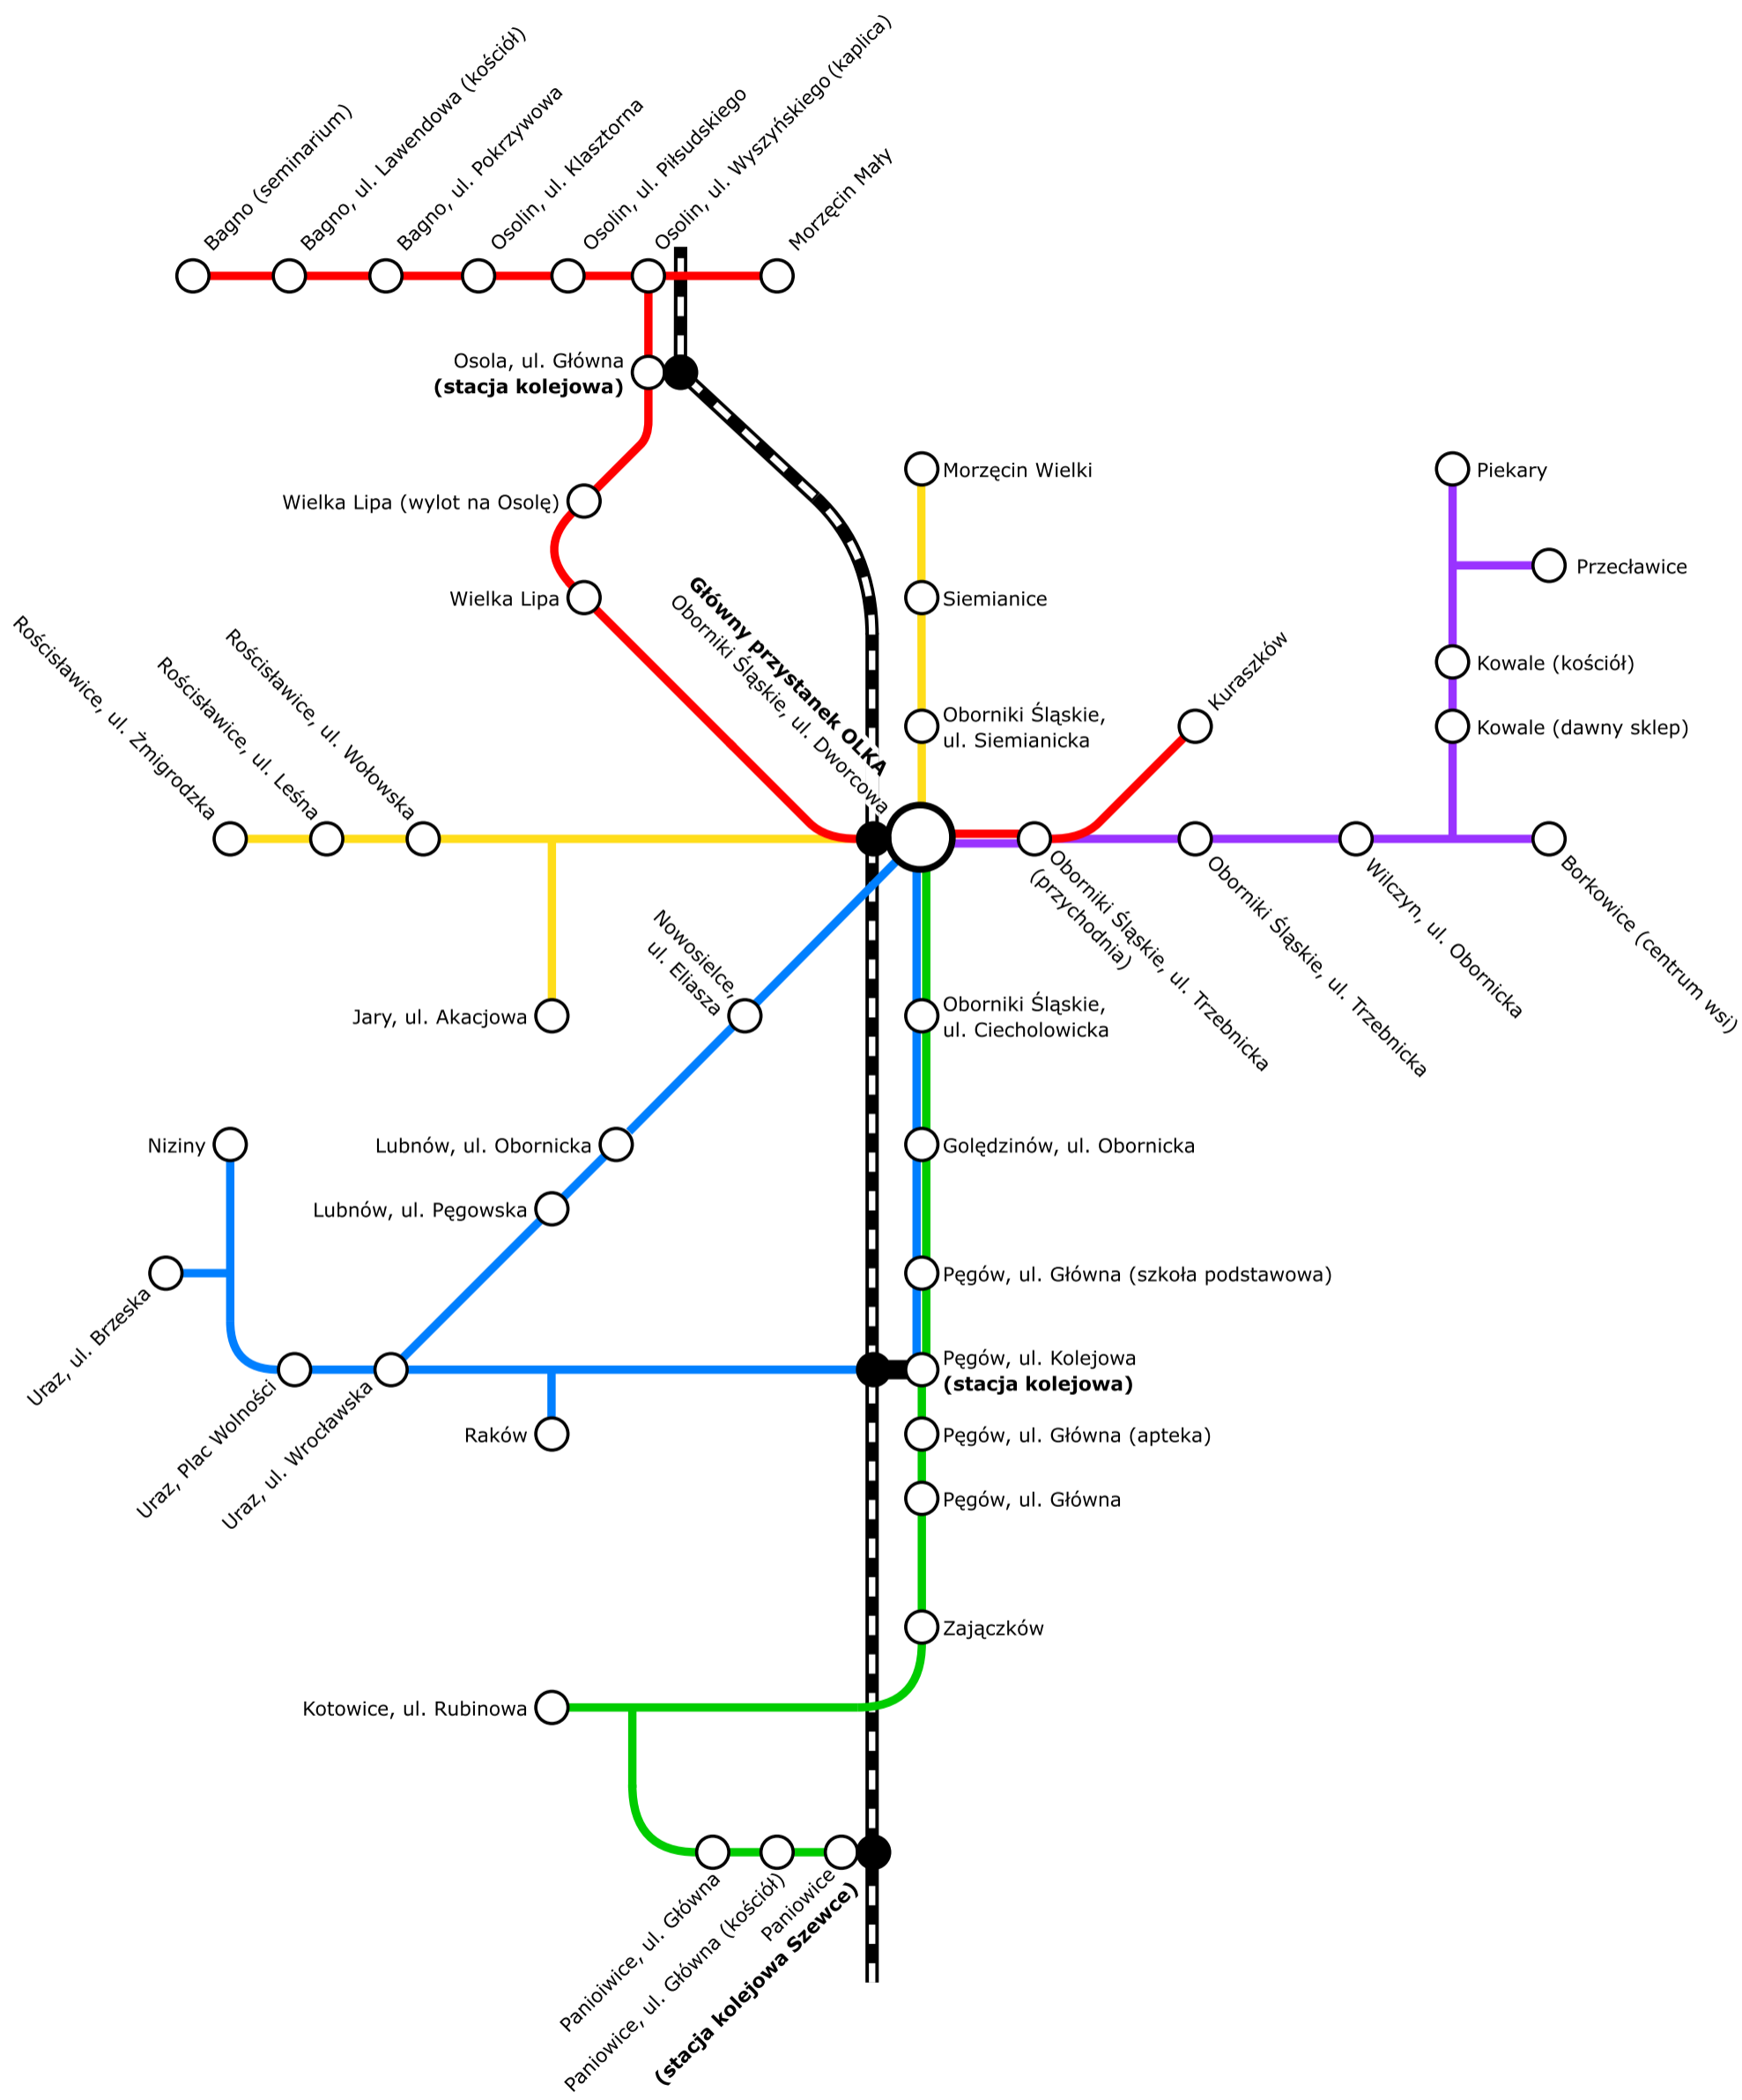 Bagno (seminarium)
Bagno, ul. Lawendowa (kościół)
Bagno, ul. Pokrzywowa
Osolin, ul. Klasztorna
Osolin, ul. Piłsudskiego
Osolin, ul. Wyszyńskiego (kaplica)
Morzęcin Mały
Osola, ul. Główna
(stacja kolejowa)
Wielka Lipa (wylot na Osolę)
Wielka Lipa
Morzęcin Wielki
Siemianice
Oborniki Śląskie,
ul. Siemianicka
Piekary
Przecławice
Kowale (kościół)
Kowale (dawny sklep)
Kuraszków
Główny przystanek OLKA
Oborniki Śląskie, ul. Dworcowa
Rościsławice, ul. Żmigrodzka
Rościsławice, ul. Leśna
Rościsławice, ul. Wołowska
Oborniki Śląskie, ul. Trzebnicka
(przychodnia)
Oborniki Śląskie, ul. Trzebnicka
Wilczyn, ul. Obornicka
Borkowice (centrum wsi)
Jary, ul. Akacjowa
Nowosielce,
ul. Eliasza
Oborniki Śląskie,
ul. Ciecholowicka
Niziny
Lubnów, ul. Obornicka
Golędzinów, ul. Obornicka
Lubnów, ul. Pęgowska
Uraz, ul. Brzeska
Pęgów, ul. Główna (szkoła podstawowa)
Uraz, Plac Wolności
Uraz, ul. Wrocławska
Pęgów, ul. Kolejowa
(stacja kolejowa)
Raków
Pęgów, ul. Główna (apteka)
Pęgów, ul. Główna
Zajączków
Kotowice, ul. Rubinowa
Panioiwice, ul. Główna
Paniowice, ul. Główna (kościół)
Paniowice
(stacja kolejowa Szewce)